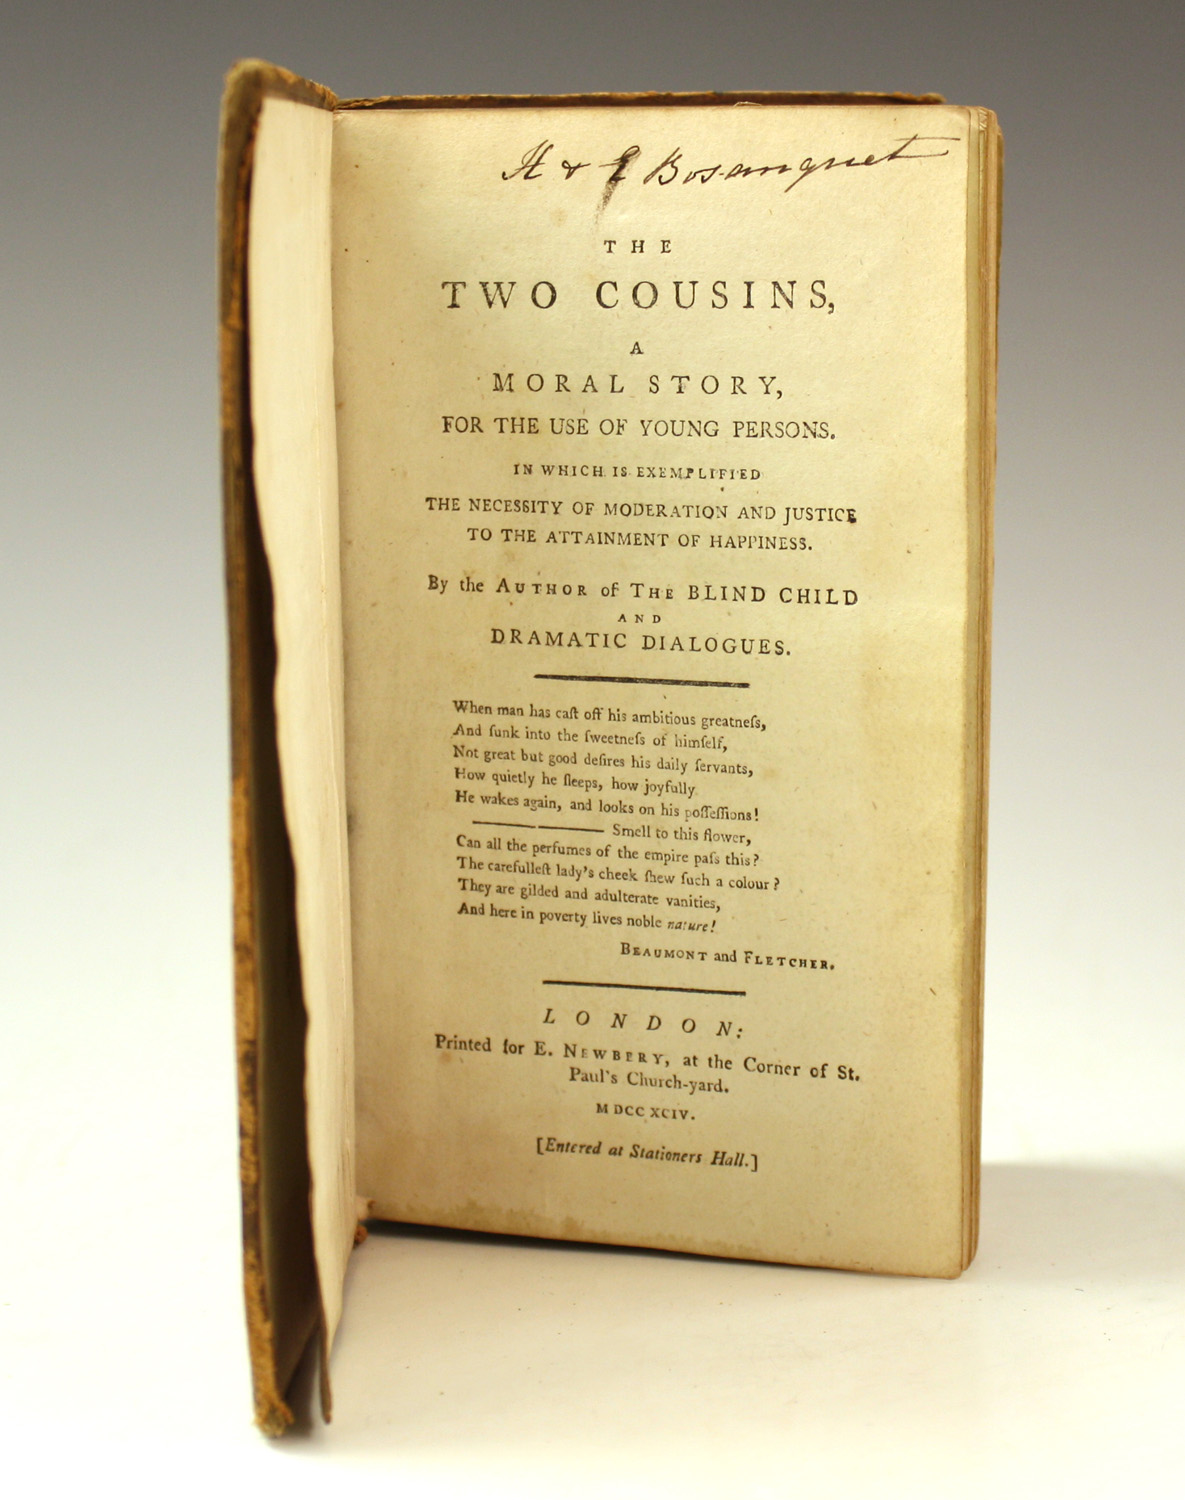 H & E Bosanquet
THE
TWO COUSINS,
A
MORAL STORY,
FOR THE USE OF YOUNG PERSONS.
IN WHICH IS EXEMPLIFIED
THE NECESSITY OF MODERATION AND JUSTICE
TO THE ATTAINMENT OF HAPPINESS.
By the AUTHOR of THE BLIND CHILD
AND
DRAMATIC DIALOGUES.
When man has caſt off his ambitious greatneſs,
And ſunk into the ſweetneſs of himſelf,
Not great but good deſires his daily ſervants,
How quietly he ſleeps, how joyfully
He wakes again, and looks on his poſſeſſions!
—————— Smell to this flower,
Can all the perfumes of the empire paſs this?
The carefulleſt lady's cheek ſhew ſuch a colour?
They are gilded and adulterate vanities,
And here in poverty lives noble nature!
BEAUMONT and FLETCHER.
LONDON:
Printed for E. NEWBERY, at the Corner of St.
Paul's Church-yard.
MDCCXCIV.
[Entered at Stationers Hall.]